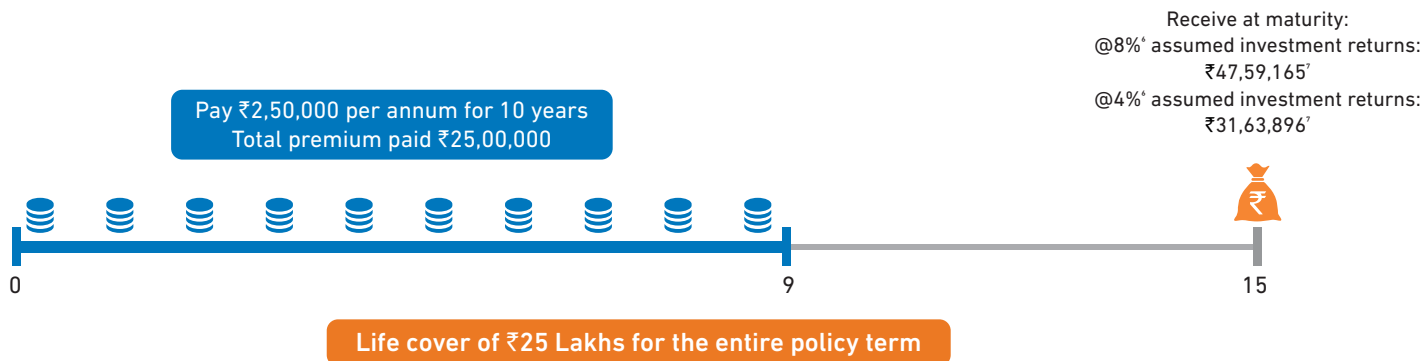 Receive at maturity:
@8%⁶ assumed investment returns:
₹47,59,165⁷
@4%⁶ assumed investment returns:
₹31,63,896⁷
Pay ₹2,50,000 per annum for 10 years
Total premium paid ₹25,00,000
₹
0
9
15
Life cover of ₹25 Lakhs for the entire policy term